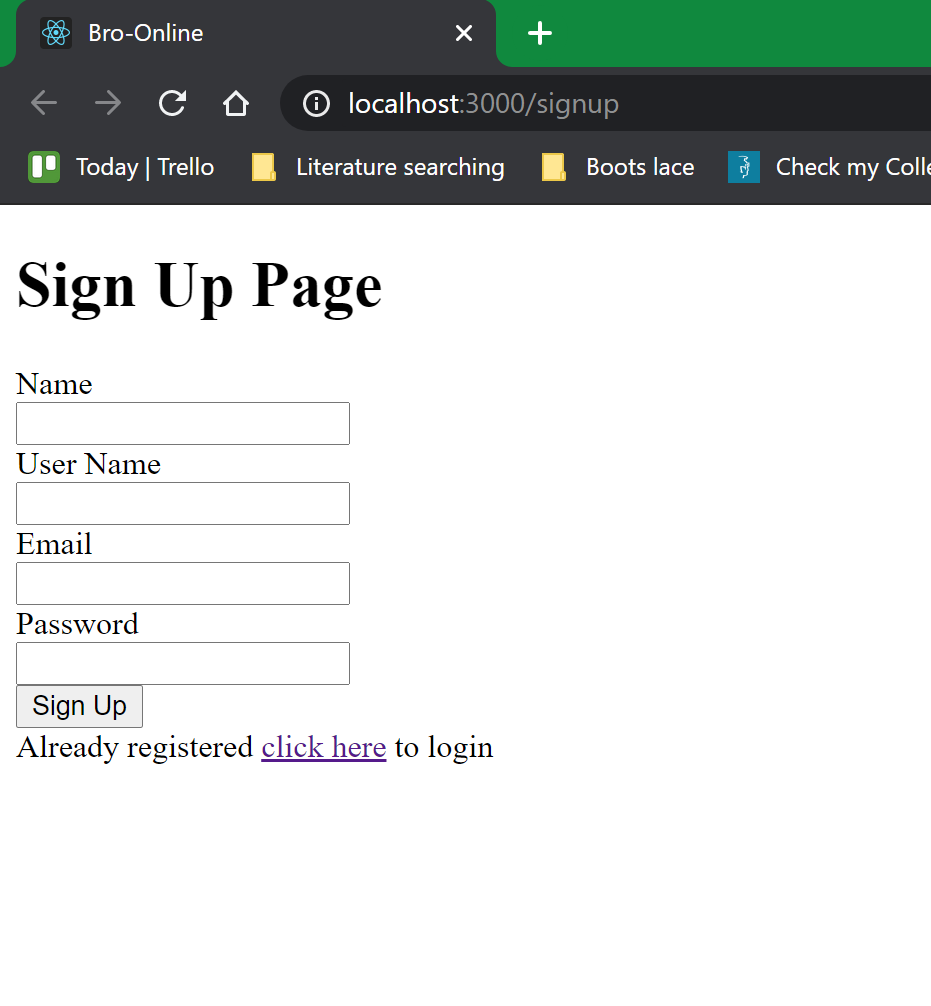 Bro-Online
localhost:3000/signup
Today | Trello Literature searching Boots lace Check my Colle
Sign Up Page
Name
User Name
Email
Password
Sign Up
Already registered click here to login